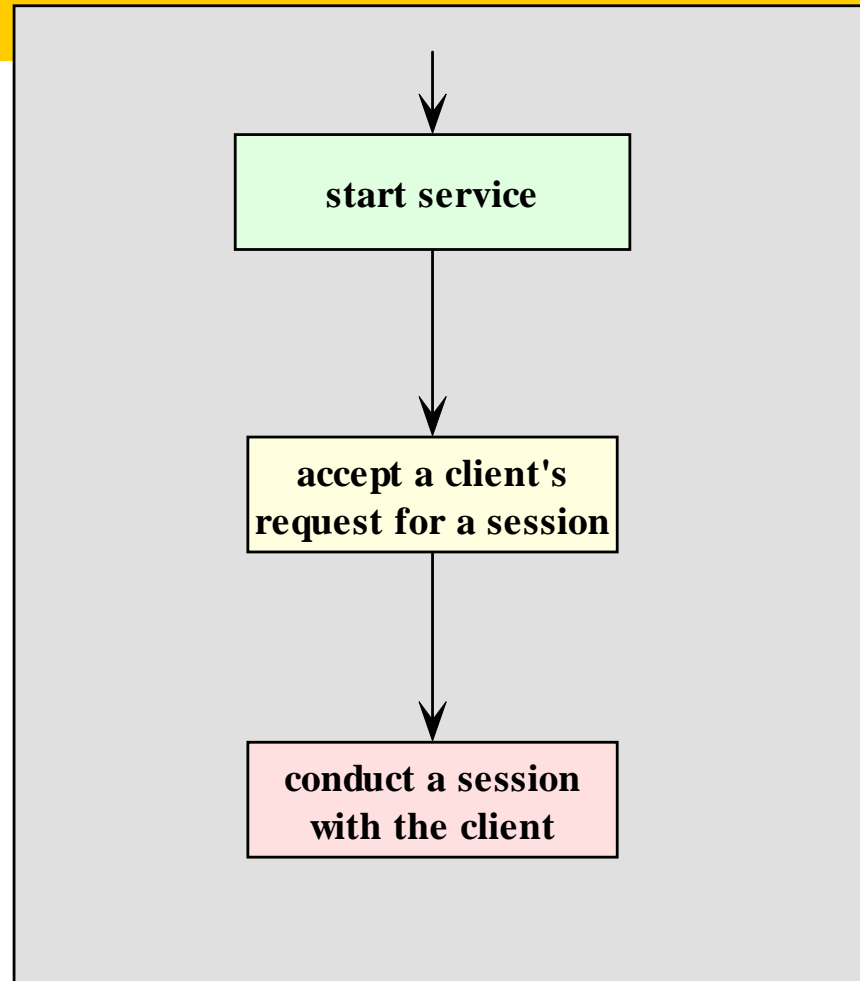 start service
accept a client's
request for a session
conduct a session
with the client